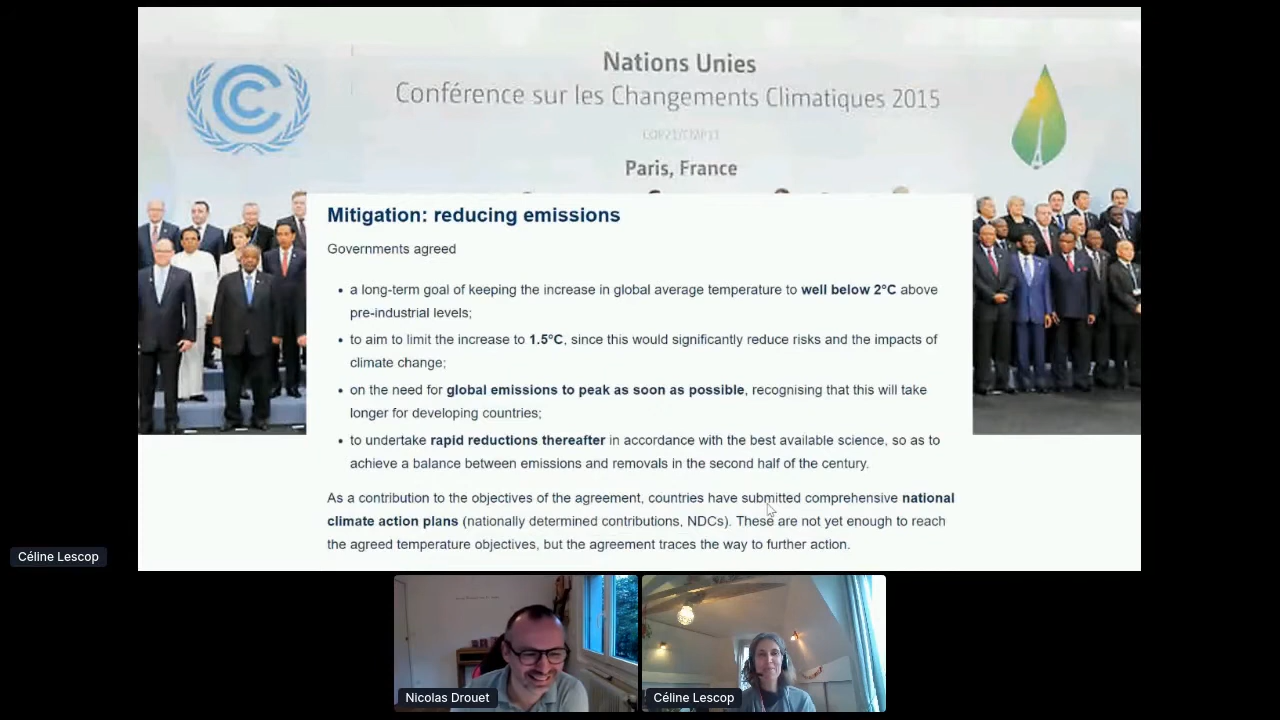 Nations Unies
Conférence sur les Changements Climatiques 2015
COP21/CMP11
Paris, France
Mitigation: reducing emissions
Governments agreed
• a long-term goal of keeping the increase in global average temperature to well below 2°C above
pre-industrial levels;
• to aim to limit the increase to 1.5°C, since this would significantly reduce risks and the impacts of
climate change;
• on the need for global emissions to peak as soon as possible, recognising that this will take
longer for developing countries;
• to undertake rapid reductions thereafter in accordance with the best available science, so as to
achieve a balance between emissions and removals in the second half of the century.
As a contribution to the objectives of the agreement, countries have submitted comprehensive national
climate action plans (nationally determined contributions, NDCs). These are not yet enough to reach
the agreed temperature objectives, but the agreement traces the way to further action.
Céline Lescop
Nicolas Drouet
Céline Lescop